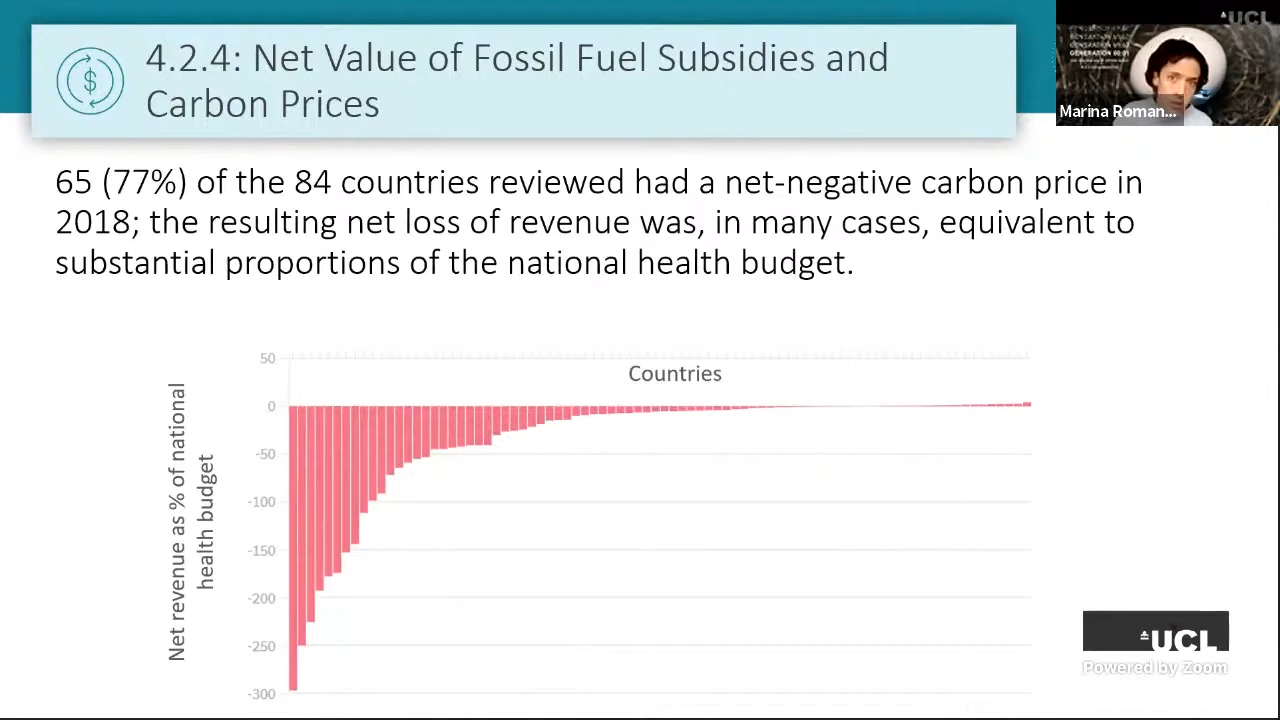 4.2.4: Net Value of Fossil Fuel Subsidies and
Carbon Prices
UCL
GENERATION 00:01
Marina Roman...
65 (77%) of the 84 countries reviewed had a net-negative carbon price in
2018; the resulting net loss of revenue was, in many cases, equivalent to
substantial proportions of the national health budget.
Net revenue as % of national
health budget
Countries
50
0
-50
-100
-150
-200
-250
-300
UCL
Powered by Zoom